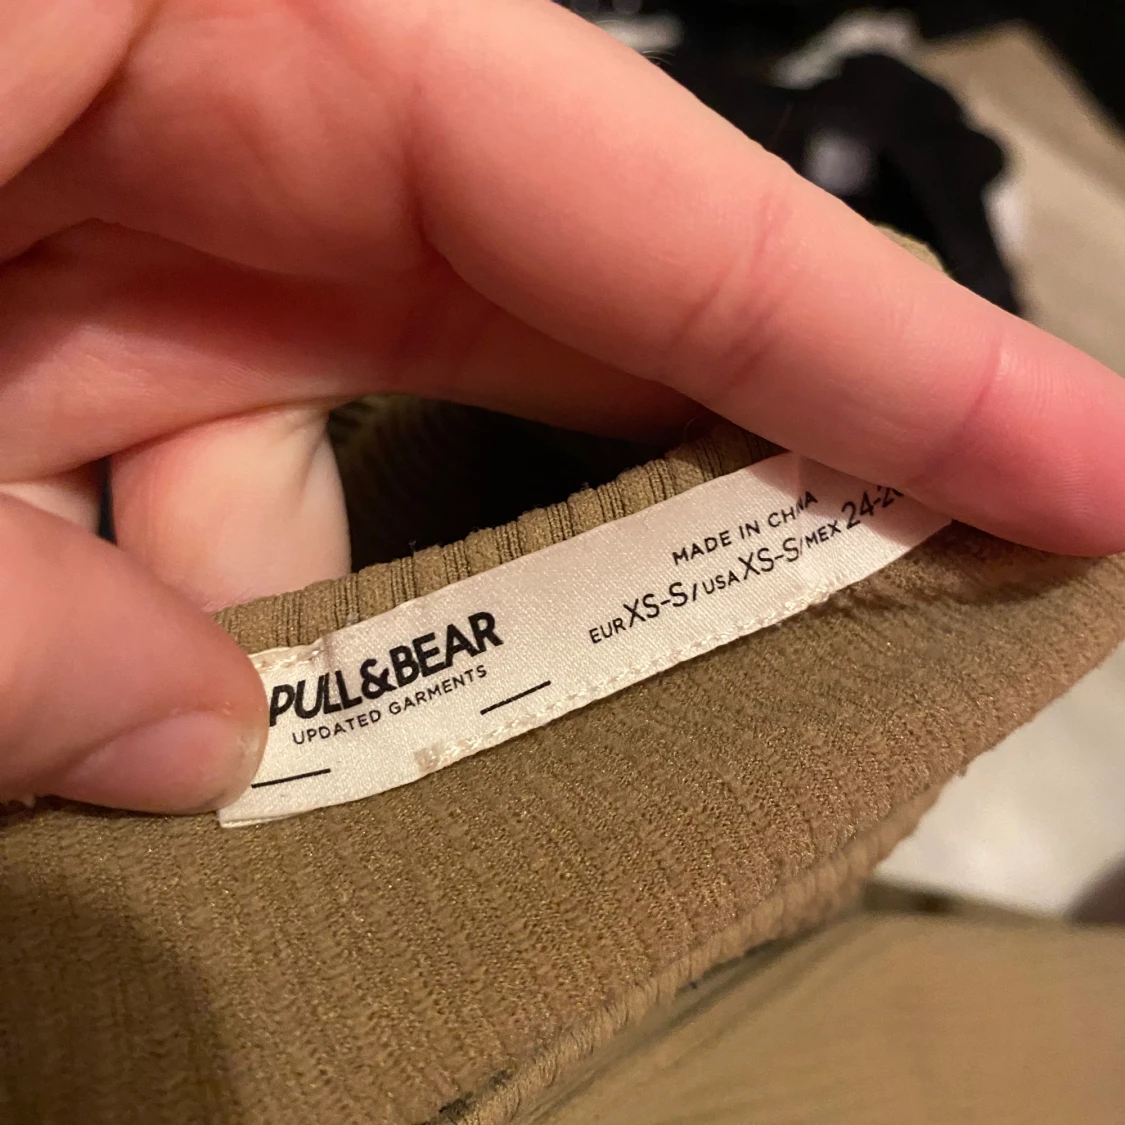 PULL&BEAR
UPDATED GARMENTS
MADE IN CHINA
EUR XS-S/USA XS-S/MEX